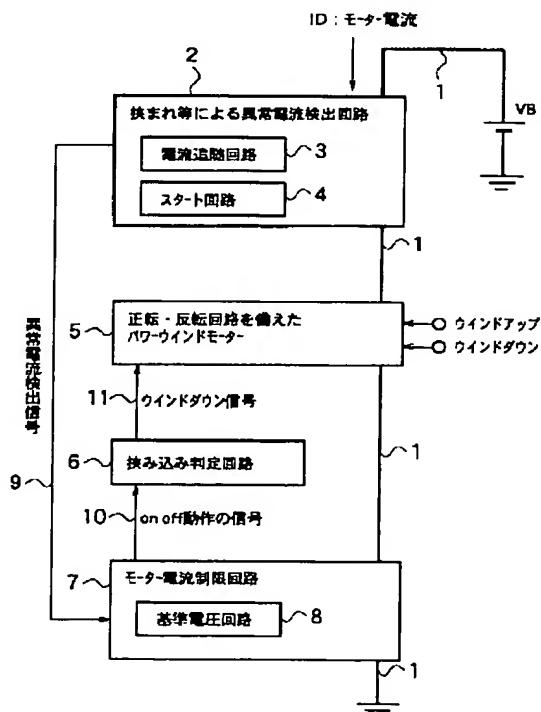 ID：モーター電流
1
2
VB
挟まれ等による異常電流検出回路
電流追随回路
3
スタート回路
4
1
正転・反転回路を備えた
パワーウインドモーター
5
ウインドアップ
ウインドダウン
異常電流検出信号
11
ウインドダウン信号
1
6
挟み込み判定回路
9
10
on off動作の信号
7
モーター電流制限回路
基準電圧回路
8
1